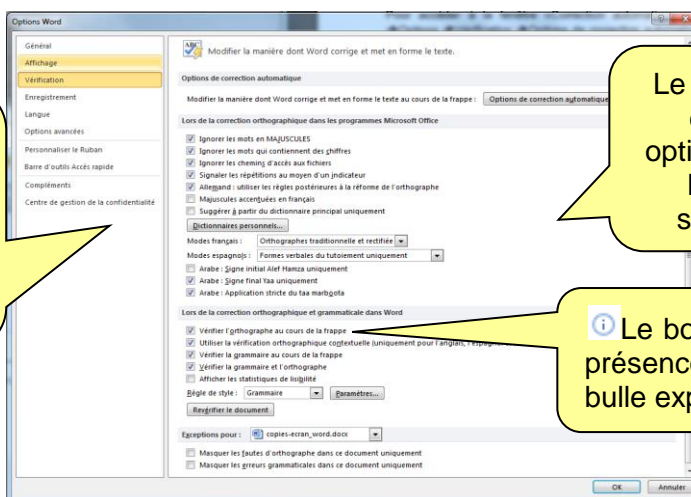 Options Word
Général
Affichage
Vérification
Enregistrement
Langue
Options avancées
Personnaliser le Ruban
Barre d'outils Accès rapide
Compléments
Centre de gestion de la confidentialité
Modifier la manière dont Word corrige et met en forme le texte.
Options de correction automatique
Modifier la manière dont Word corrige et met en forme le texte au cours de la frappe : Options de correction automatique
Lors de la correction orthographique dans les programmes Microsoft Office
Ignorer les mots en MAJUSCULES
Ignorer les mots qui contiennent des chiffres
Ignorer les chemins d'accès aux fichiers
Signaler les répétitions au moyen d'un indicateur
Allemand : utiliser les règles postérieures à la réforme de l'orthographe
Majuscules accentuées en français
Suggérer à partir du dictionnaire principal uniquement
Dictionnaires personnels...
Modes français : Orthographes traditionnelle et rectifiée
Modes espagnols : Formes verbales du tutoiement uniquement
Arabe : Signe initial Alef Hamza uniquement
Arabe : Signe final Yaa uniquement
Arabe : Application stricte du taa marboota
Lors de la correction orthographique et grammaticale dans Word
Vérifier l'orthographe au cours de la frappe
Utiliser la vérification orthographique contextuelle (uniquement pour l'anglais, l'espagnol
Vérifier la grammaire au cours de la frappe
Vérifier la grammaire et l'orthographe
Afficher les statistiques de lisibilité
Règle de style : Grammaire Paramètres...
Revérifier le document
Exceptions pour : copies-ecran_word.docx
Masquer les fautes d'orthographe dans ce document uniquement
Masquer les erreurs grammaticales dans ce document uniquement
OK Annuler
Le
opti
s
Le bo
présence
bulle exp